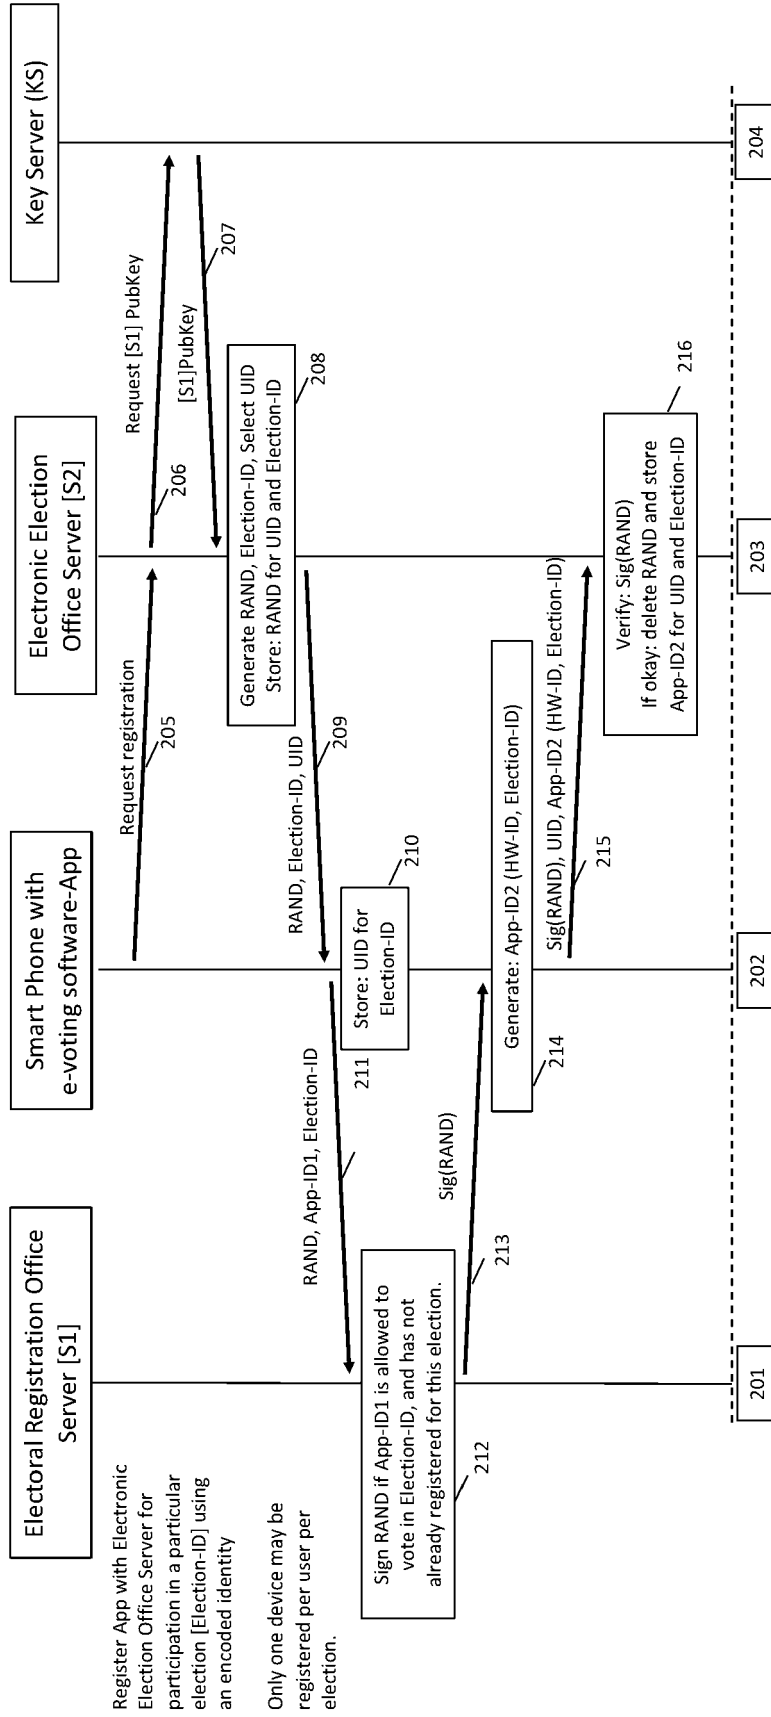 Electoral Registration Office
Server [S1]
Smart Phone with
e-voting software-App
Electronic Election
Office Server [S2]
Key Server (KS)
Register App with Electronic
Election Office Server for
participation in a particular
election [Election-ID] using
an encoded identity
Only one device may be
registered per user per
election.
Request registration
205
Request [S1] PubKey
206
[S1]PubKey
207
Generate RAND, Election-ID, Select UID
Store: RAND for UID and Election-ID
208
RAND, Election-ID, UID
209
Store: UID for
Election-ID
210
RAND, App-ID1, Election-ID
211
Sign RAND if App-ID1 is allowed to
vote in Election-ID, and has not
already registered for this election.
212
Sig(RAND)
213
Generate: App-ID2 (HW-ID, Election-ID)
214
Sig(RAND), UID, App-ID2 (HW-ID, Election-ID)
215
Verify: Sig(RAND)
If okay: delete RAND and store
App-ID2 for UID and Election-ID
216
201
202
203
204